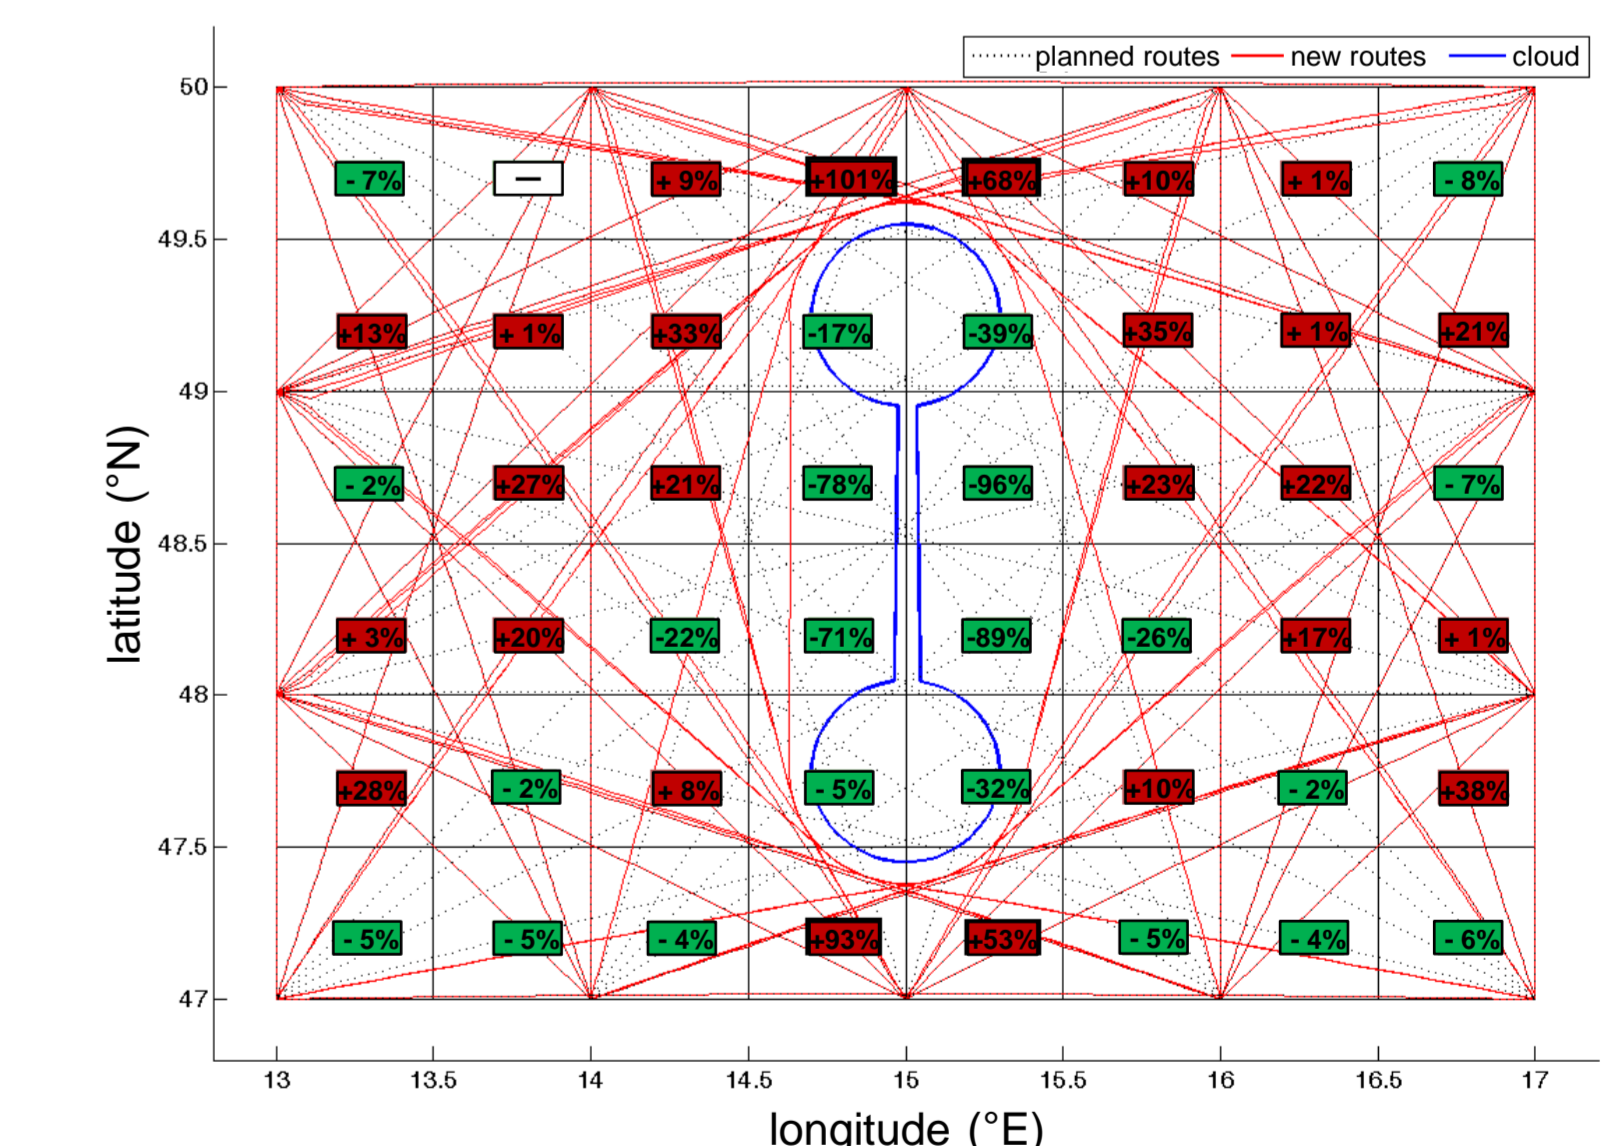 planned routes new routes cloud
50
- 7% — + 9% +101% +68% +10% + 1% - 8%
49.5
+13% + 1% +33% -17% -39% +35% + 1% +21%
49
- 2% +27% +21% -78% -96% +23% +22% - 7%
48.5
+ 3% +20% -22% -71% -89% -26% +17% + 1%
48
+28% - 2% + 8% - 5% -32% +10% - 2% +38%
47.5
- 5% - 5% - 4% +93% +53% - 5% - 4% - 6%
47
13 13.5 14 14.5 15 15.5 16 16.5 17
latitude (°N)
longitude (°E)